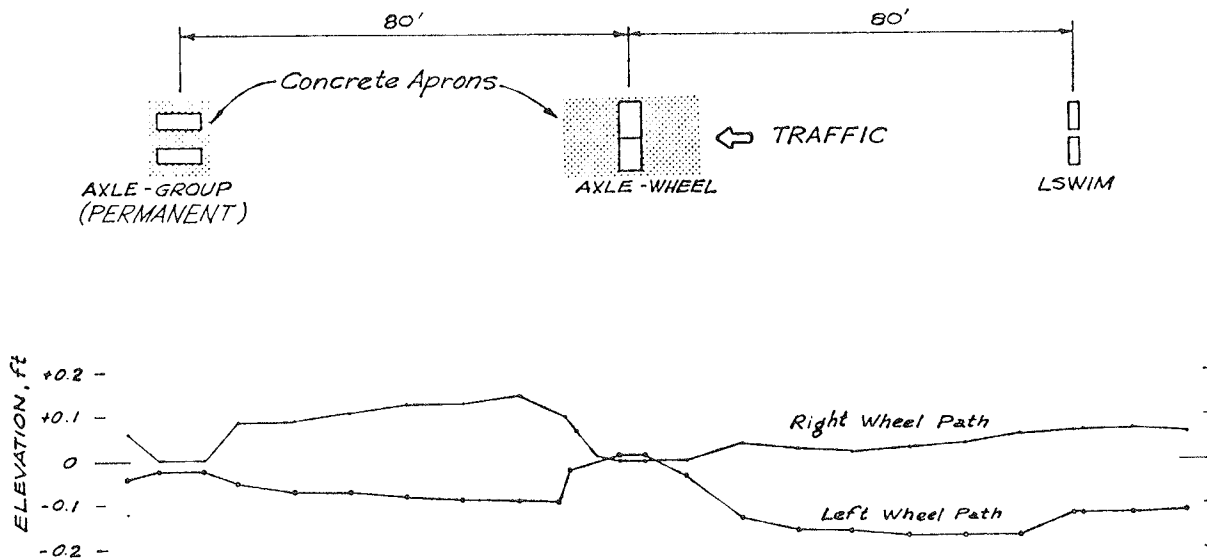 80'
80'
Concrete Aprons
TRAFFIC
AXLE-GROUP
(PERMANENT)
AXLE-WHEEL
LSWIM
ELEVATION, ft
+0.2
+0.1
0
-0.1
-0.2
Right Wheel Path
Left Wheel Path